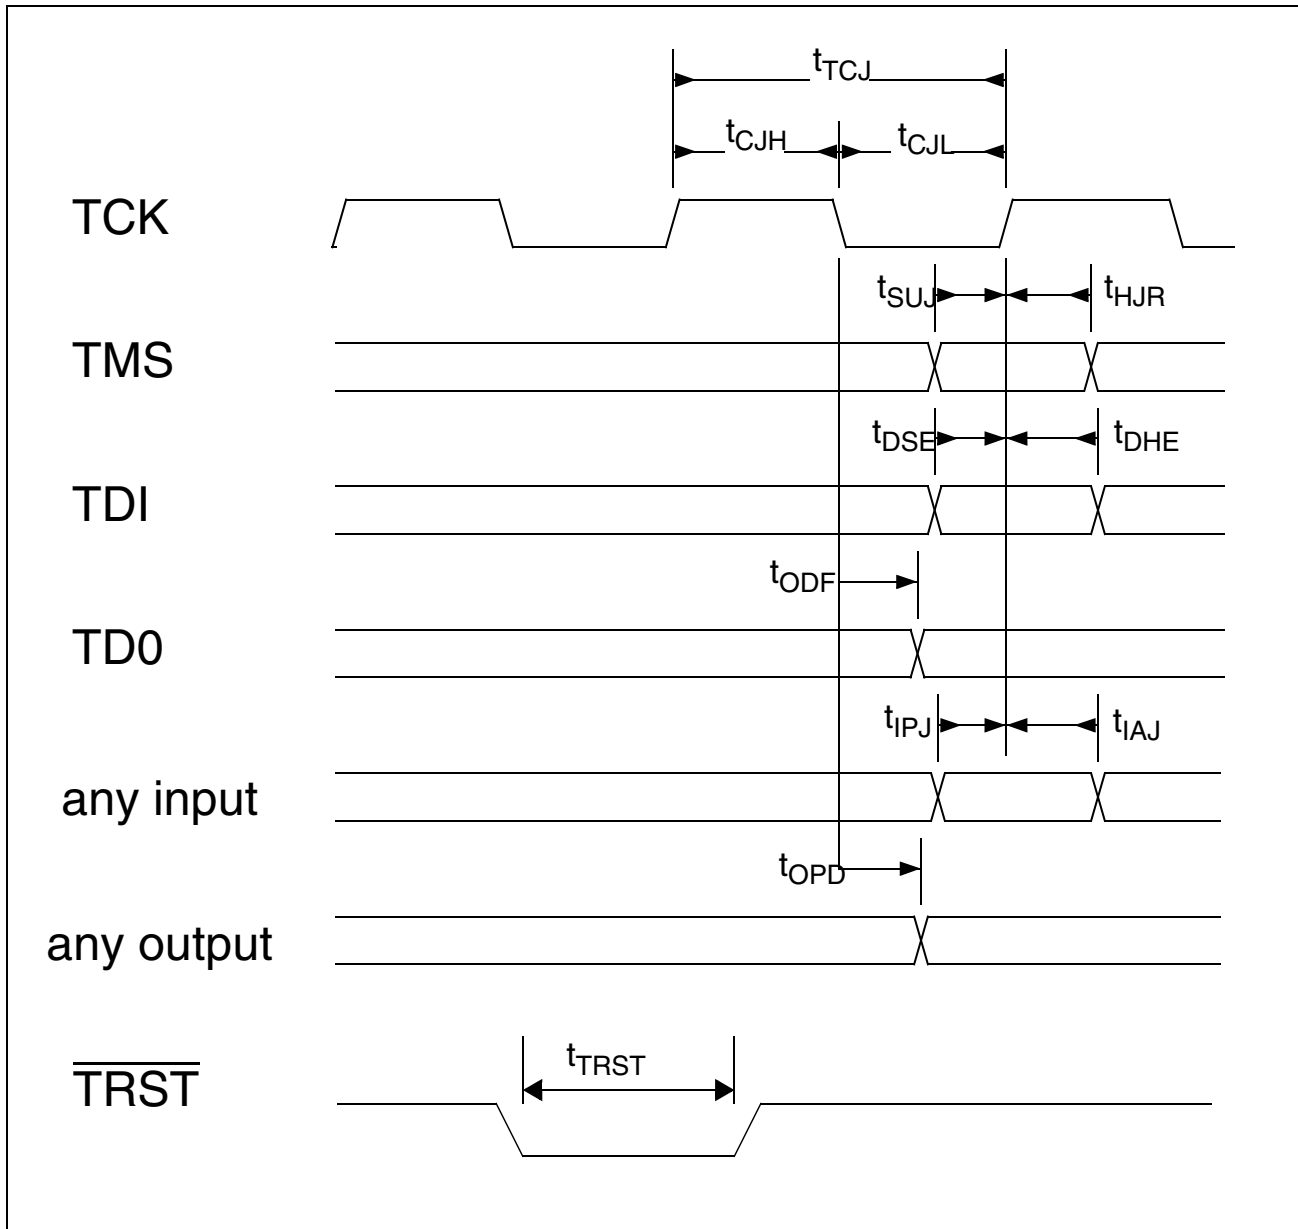 tTCJ
tCJH tCJL
TCK
tSUJ tHJR
TMS
tDSE tDHE
TDI
tODF
TD0
tIPJ tIAJ
any input
tOPD
any output
tTRST
TRST